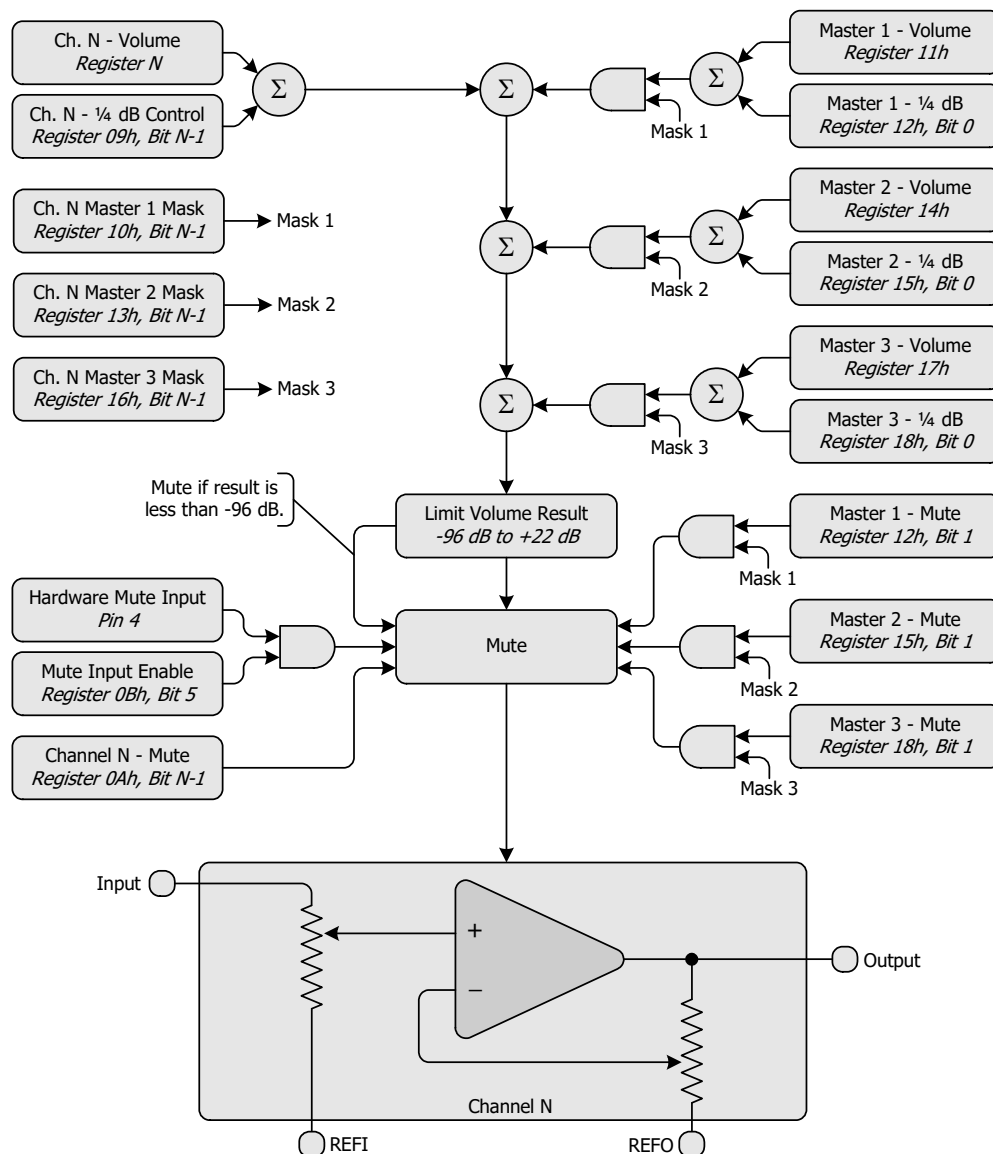 Ch. N - Volume
Register N
Ch. N - ¼ dB Control
Register 09h, Bit N-1
Σ
Σ
Mask 1
Σ
Master 1 - Volume
Register 11h
Master 1 - ¼ dB
Register 12h, Bit 0
Ch. N Master 1 Mask
Register 10h, Bit N-1
Mask 1
Ch. N Master 2 Mask
Register 13h, Bit N-1
Mask 2
Ch. N Master 3 Mask
Register 16h, Bit N-1
Mask 3
Σ
Mask 2
Σ
Master 2 - Volume
Register 14h
Master 2 - ¼ dB
Register 15h, Bit 0
Σ
Mask 3
Σ
Master 3 - Volume
Register 17h
Master 3 - ¼ dB
Register 18h, Bit 0
Mute if result is
less than -96 dB.
Limit Volume Result
-96 dB to +22 dB
Hardware Mute Input
Pin 4
Mute Input Enable
Register 0Bh, Bit 5
Channel N - Mute
Register 0Ah, Bit N-1
Mute
Master 1 - Mute
Register 12h, Bit 1
Mask 1
Master 2 - Mute
Register 15h, Bit 1
Mask 2
Master 3 - Mute
Register 18h, Bit 1
Mask 3
Input
+
−
Output
Channel N
REFI
REFO